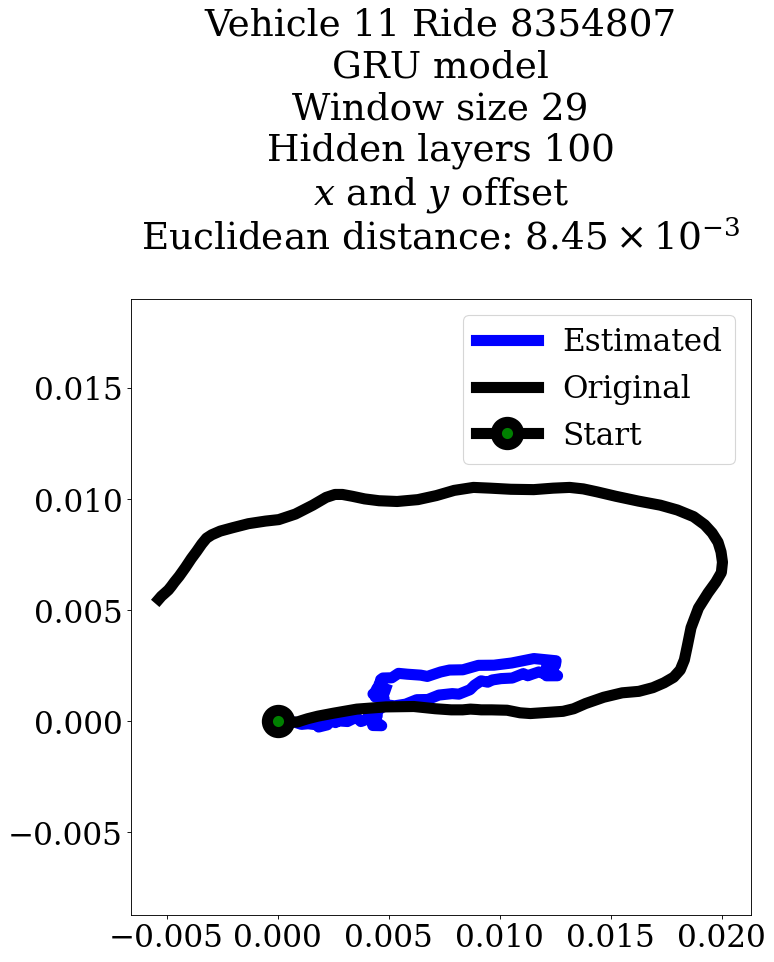 Vehicle 11 Ride 8354807
GRU model
Window size 29
Hidden layers 100
x and y offset
Euclidean distance: 8.45 × 10⁻³
Estimated
Original
Start
0.015
0.010
0.005
0.000
−0.005
−0.005 0.000 0.005 0.010 0.015 0.020